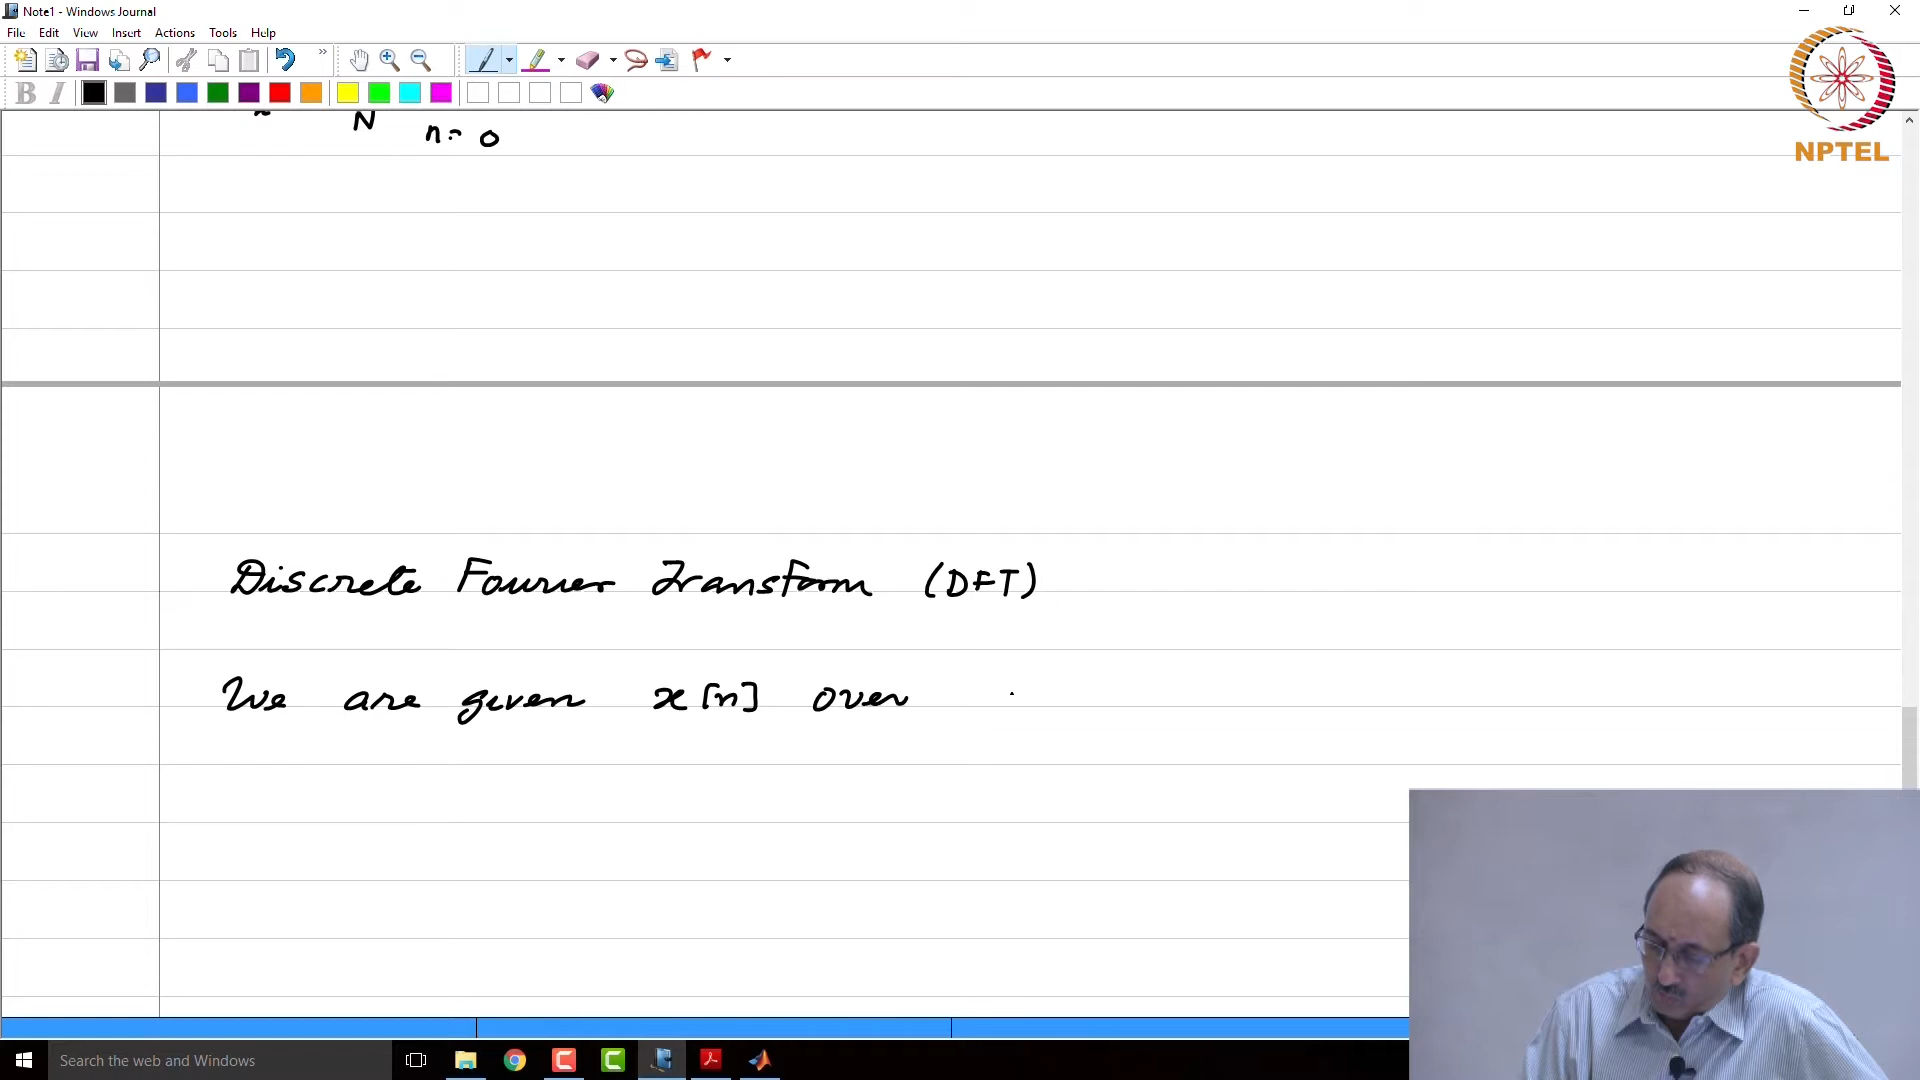 Note1 - Windows Journal
File Edit View Insert Actions Tools Help
B I
NPTEL
N n= 0
Discrete Fourier Transform (DFT)
We are given x[n] over
Search the web and Windows